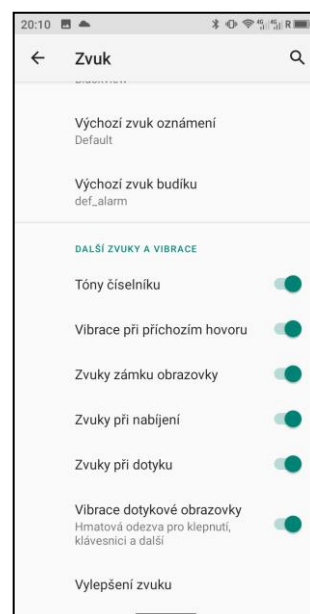 20:10
R
Zvuk
Výchozí zvuk oznámení
Default
Výchozí zvuk budíku
def_alarm
DALŠÍ ZVUKY A VIBRACE
Tóny číselníku
Vibrace při příchozím hovoru
Zvuky zámku obrazovky
Zvuky při nabíjení
Zvuky při dotyku
Vibrace dotykové obrazovky
Hmatová odezva pro klepnutí,
klávesnici a další
Vylepšení zvuku